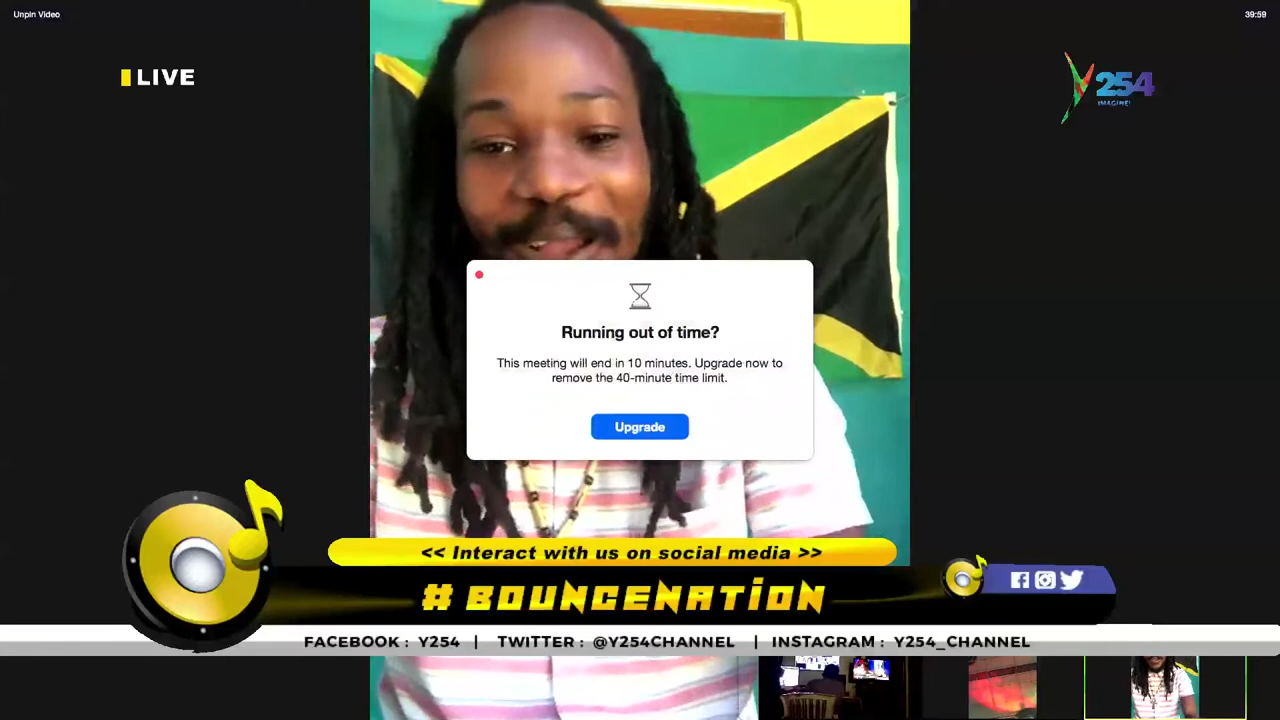 Unpin Video
39:59
LIVE
Y254
IMAGINE!
Running out of time?
This meeting will end in 10 minutes. Upgrade now to
remove the 40-minute time limit.
Upgrade
<< Interact with us on social media >>
# BOUNCENATION
FACEBOOK : Y254 | TWITTER : @Y254CHANNEL | INSTAGRAM : Y254_CHANNEL